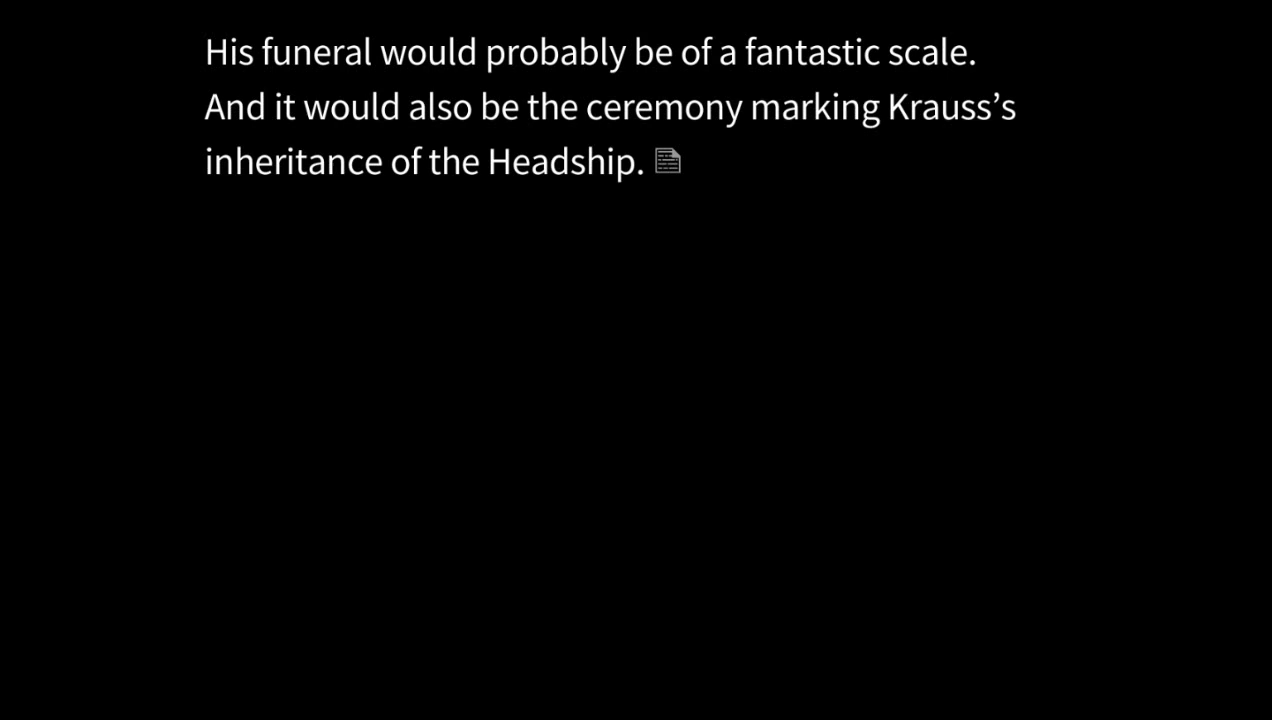 His funeral would probably be of a fantastic scale.
And it would also be the ceremony marking Krauss’s
inheritance of the Headship.